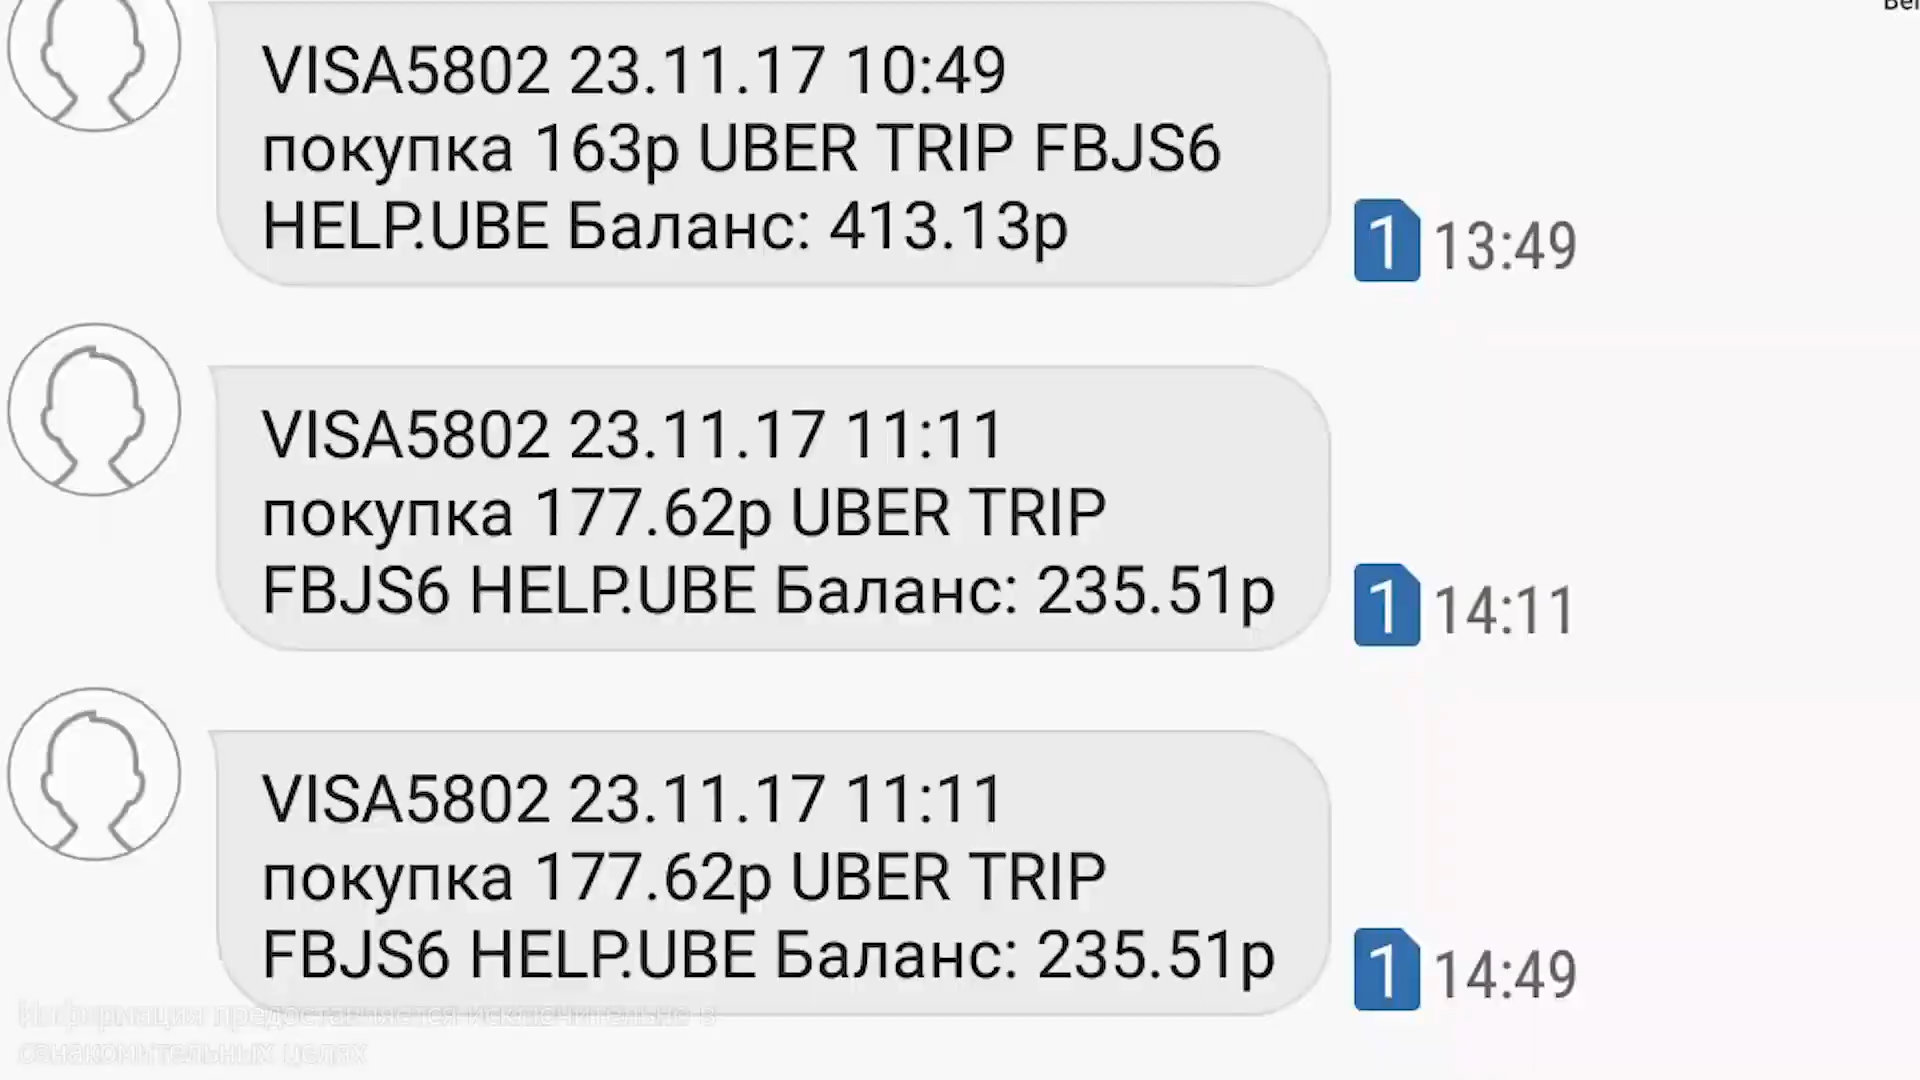 VISA5802 23.11.17 10:49
покупка 163р UBER TRIP FBJS6
HELP.UBE Баланс: 413.13р
1 13:49
VISA5802 23.11.17 11:11
покупка 177.62р UBER TRIP
FBJS6 HELP.UBE Баланс: 235.51р
1 14:11
VISA5802 23.11.17 11:11
покупка 177.62р UBER TRIP
FBJS6 HELP.UBE Баланс: 235.51р
1 14:49
Информация предоставляется исключительно в
ознакомительных целях